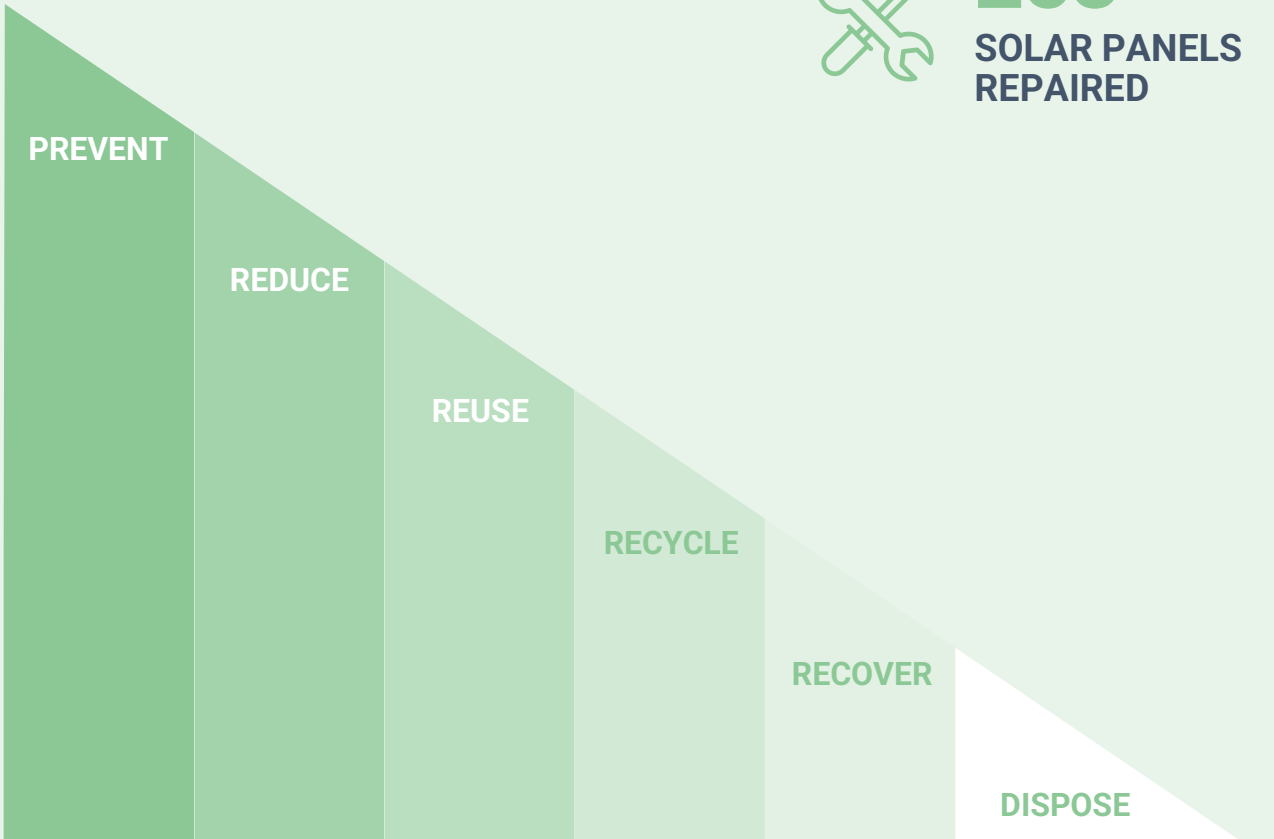 SOLAR PANELS
REPAIRED
PREVENT
REDUCE
REUSE
RECYCLE
RECOVER
DISPOSE